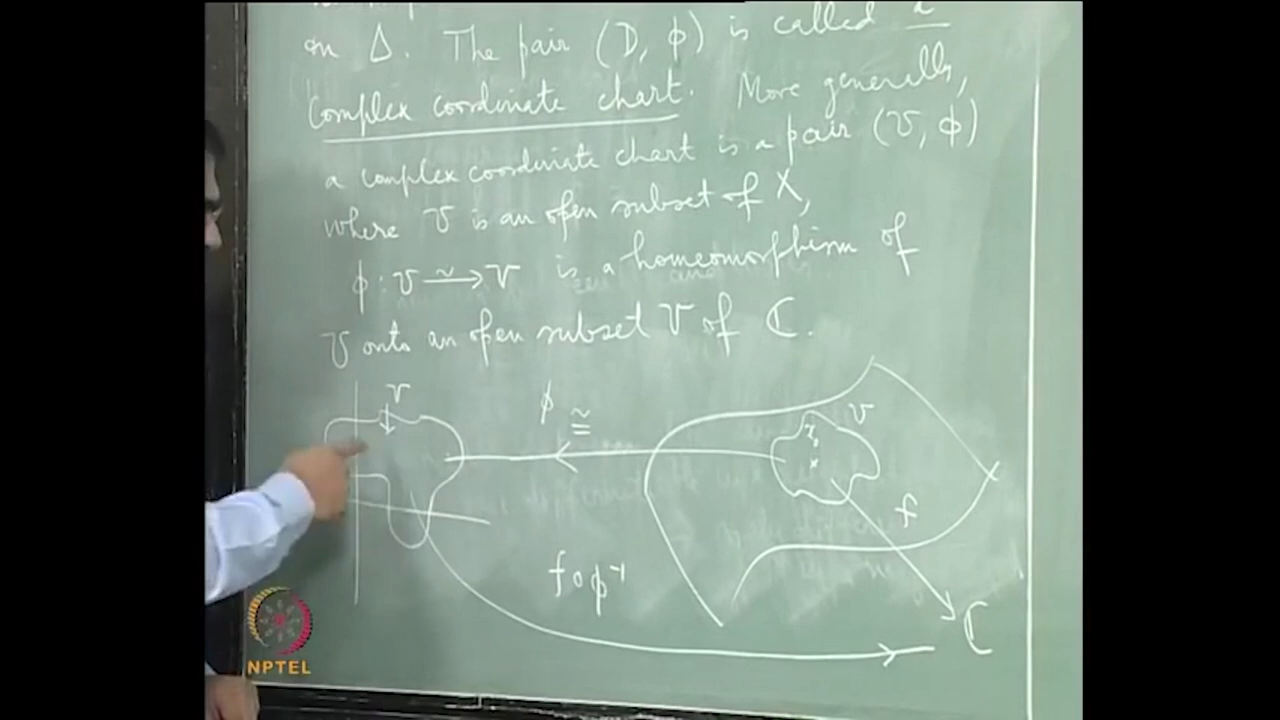 on Δ. The pair (D, ϕ) is called a
complex coordinate chart. More generally,
a complex coordinate chart is a pair (U, ϕ)
where U is an open subset of X,
ϕ : U ⥲ V is a homeomorphism of
U onto an open subset V of ℂ.
V
ϕ
≅
U
x₀
f
f∘ϕ⁻¹
ℂ
NPTEL